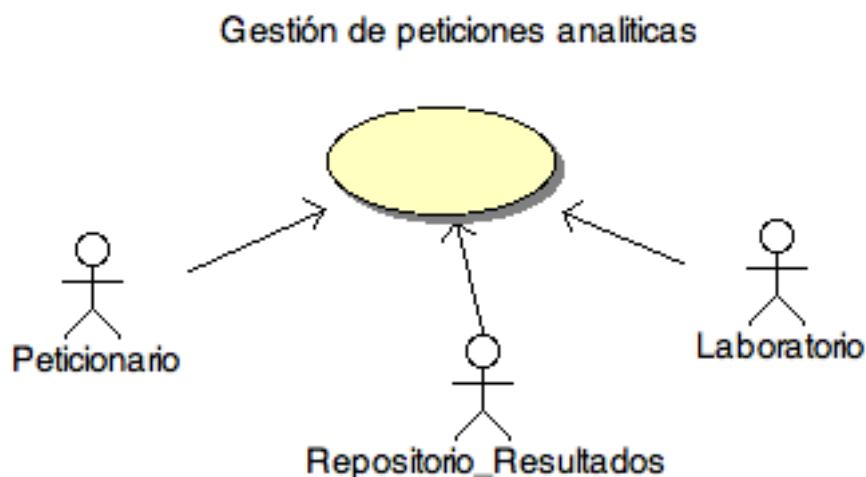 Gestión de peticiones analiticas
Peticionario
Laboratorio
Repositorio_Resultados